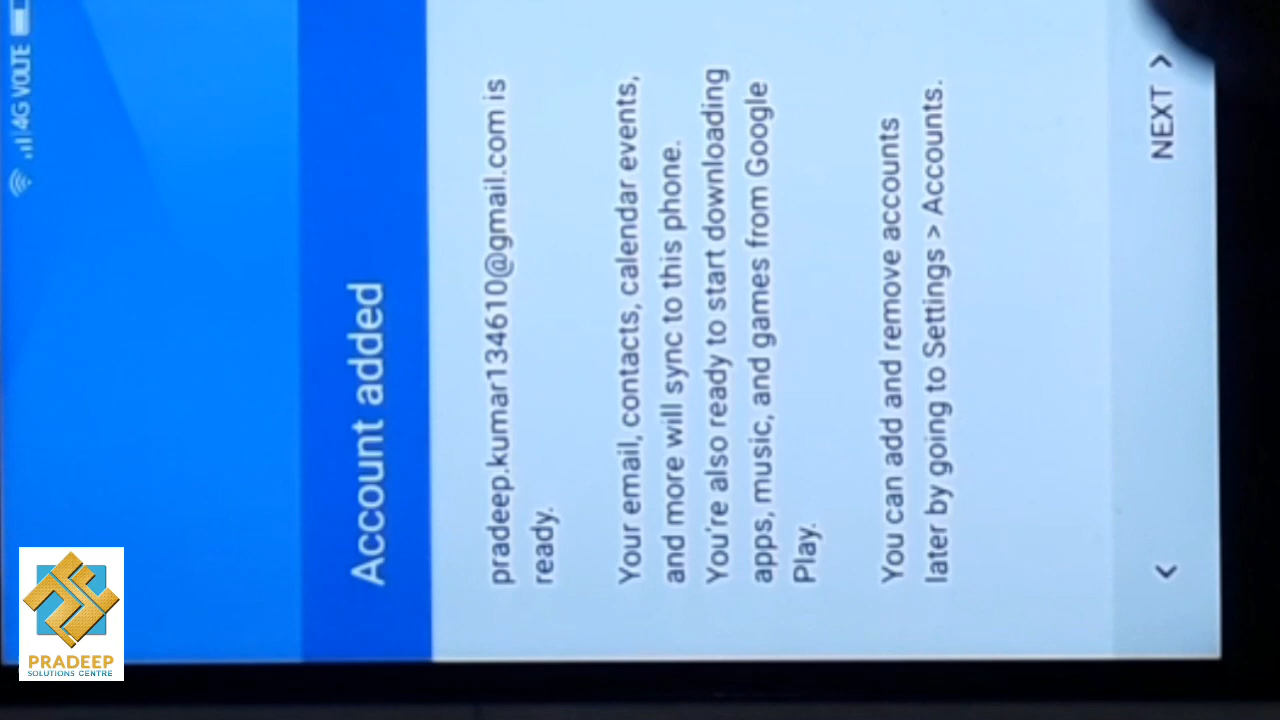 4G VOLTE
Account added
pradeep.kumar134610@gmail.com is
ready.
Your email, contacts, calendar events,
and more will sync to this phone.
You're also ready to start downloading
apps, music, and games from Google
Play.
You can add and remove accounts
later by going to Settings > Accounts.
< NEXT >
PRADEEP
SOLUTIONS CENTRE